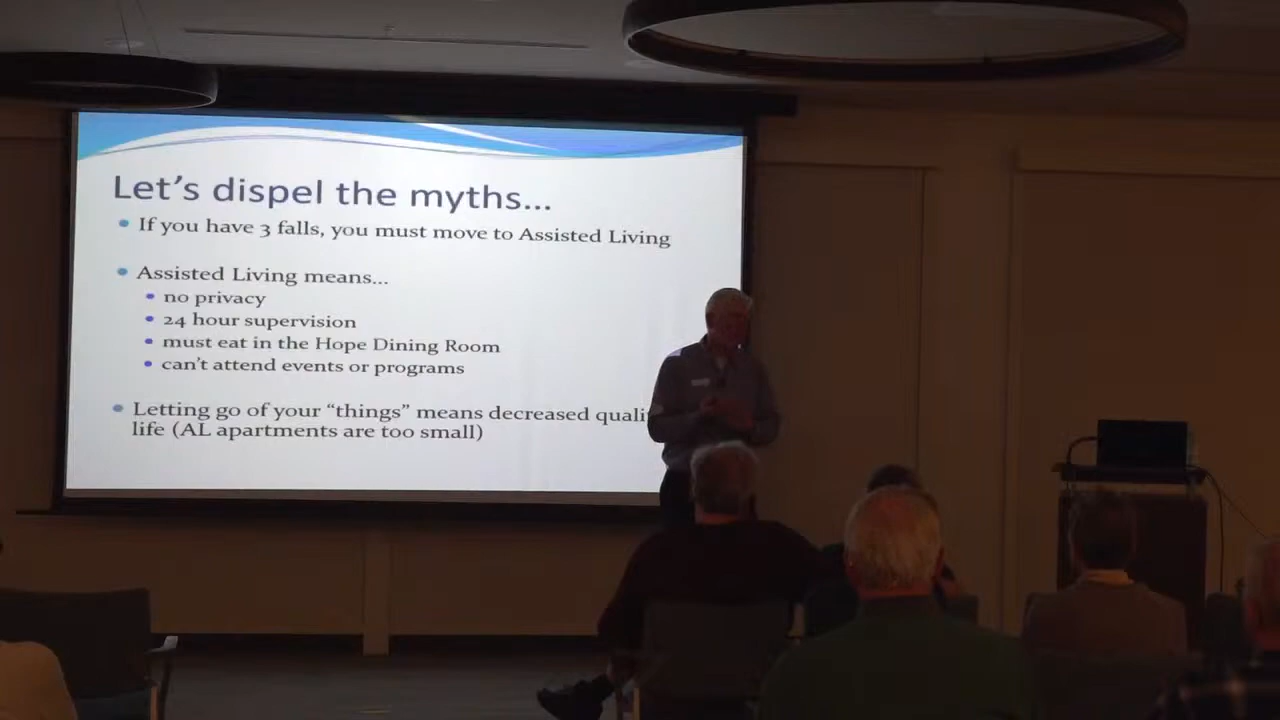 Let's dispel the myths...
If you have 3 falls, you must move to Assisted Living
Assisted Living means...
no privacy
24 hour supervision
must eat in the Hope Dining Room
can't attend events or programs
Letting go of your “things” means decreased
life (AL apartments are too small)